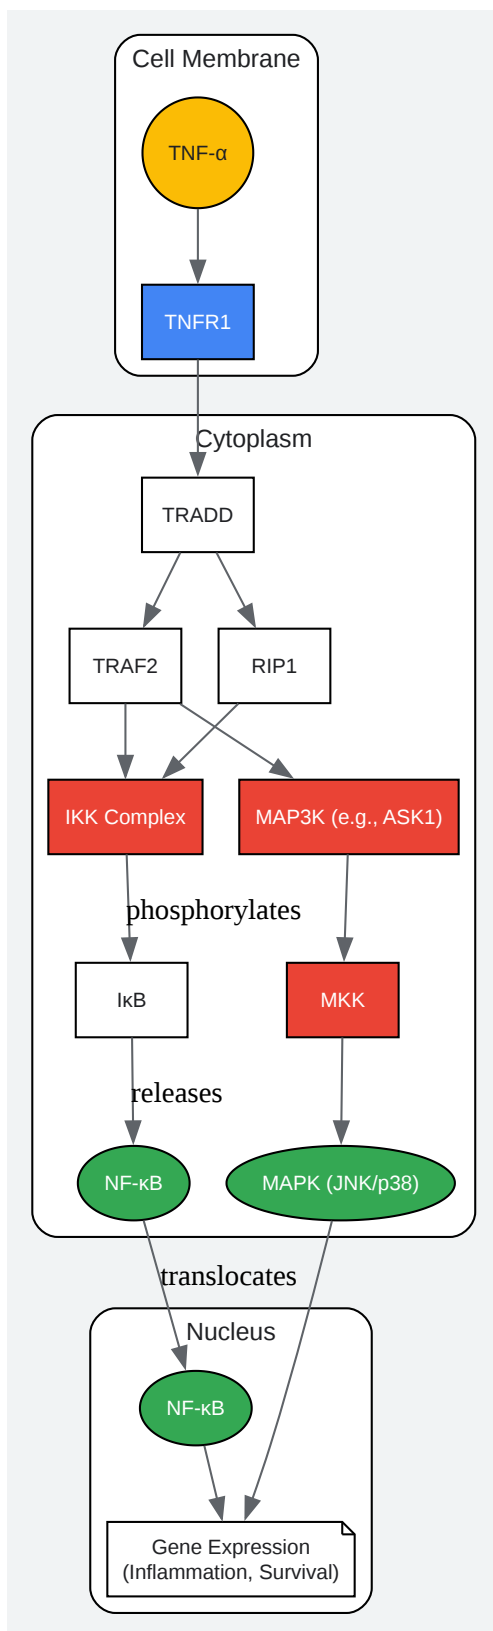 Cell Membrane
TNF-α
TNFR1
Cytoplasm
TRADD
TRAF2
RIP1
IKK Complex
MAP3K (e.g., ASK1)
phosphorylates
IκB
MKK
releases
NF-κB
MAPK (JNK/p38)
translocates
Nucleus
NF-κB
Gene Expression
(Inflammation, Survival)